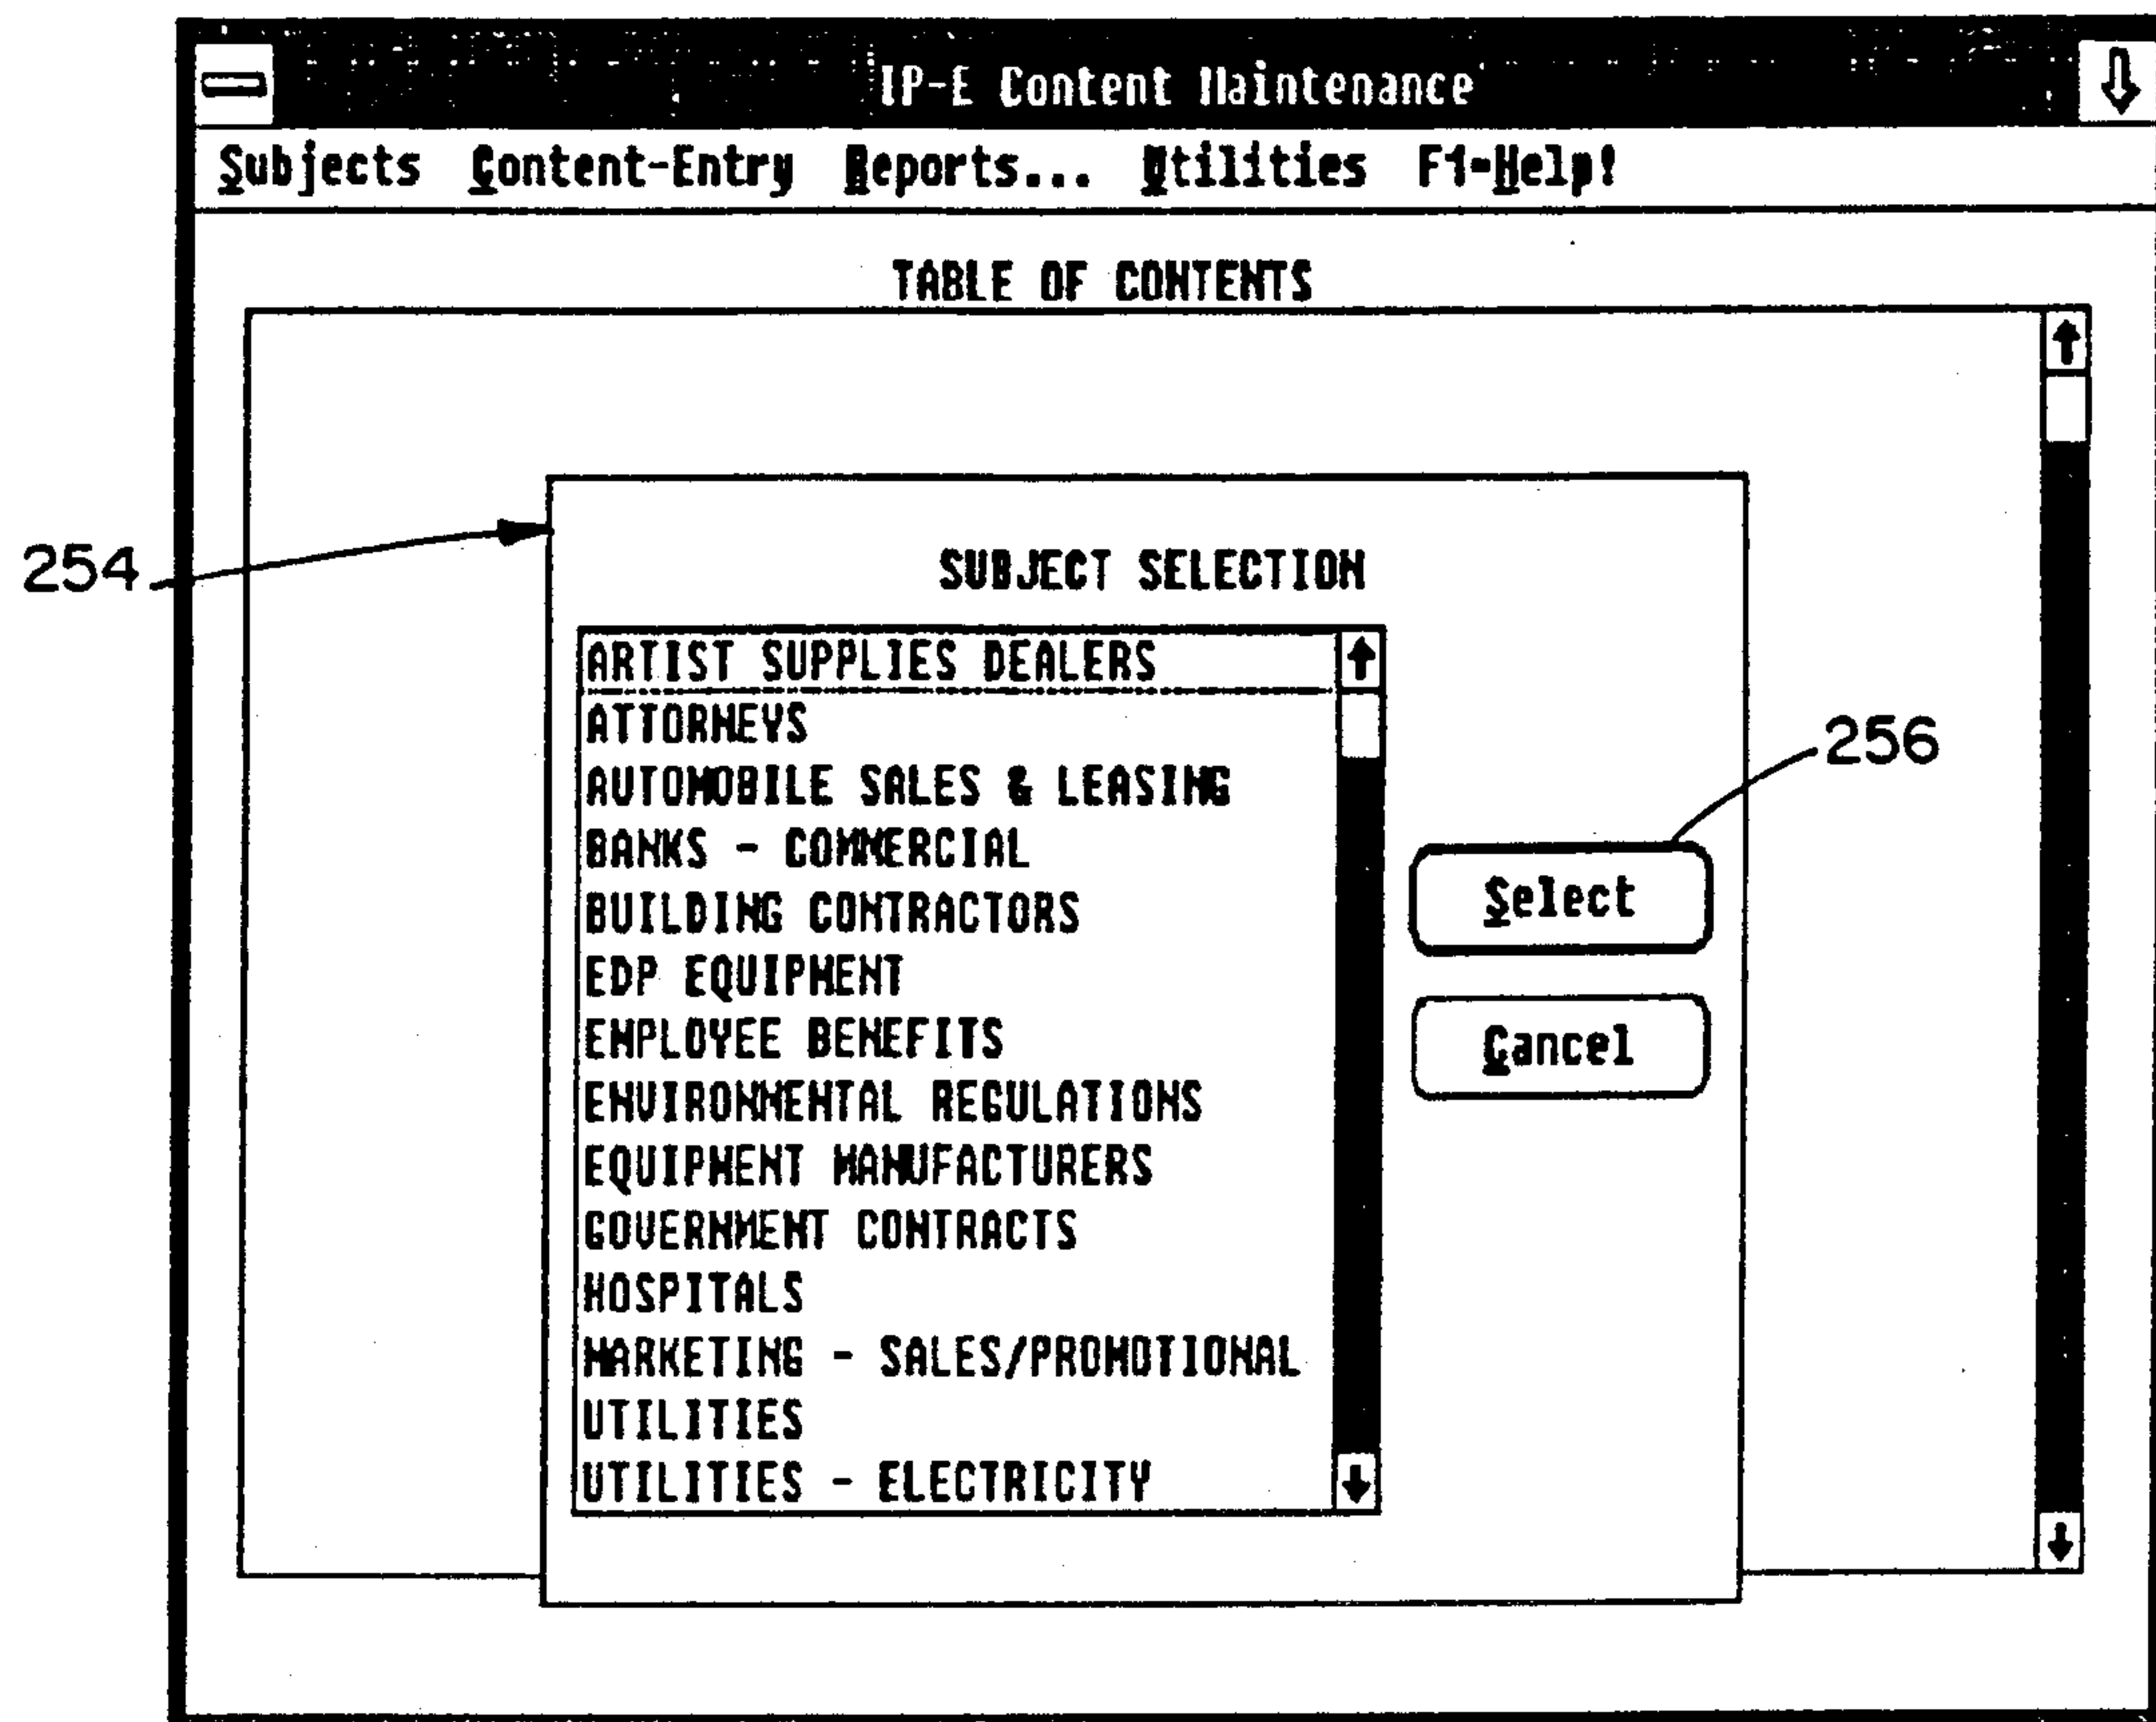 IP-E Content Maintenance
Subjects Content-Entry Reports... Utilities F1=Help!
TABLE OF CONTENTS
254
SUBJECT SELECTION
ARTIST SUPPLIES DEALERS
ATTORNEYS
256
AUTOMOBILE SALES & LEASING
BANKS - COMMERCIAL
Select
BUILDING CONTRACTORS
EDP EQUIPMENT
EMPLOYEE BENEFITS
Cancel
ENVIRONMENTAL REGULATIONS
EQUIPMENT MANUFACTURERS
GOVERNMENT CONTRACTS
HOSPITALS
MARKETING - SALES/PROMOTIONAL
UTILITIES
UTILITIES - ELECTRICITY